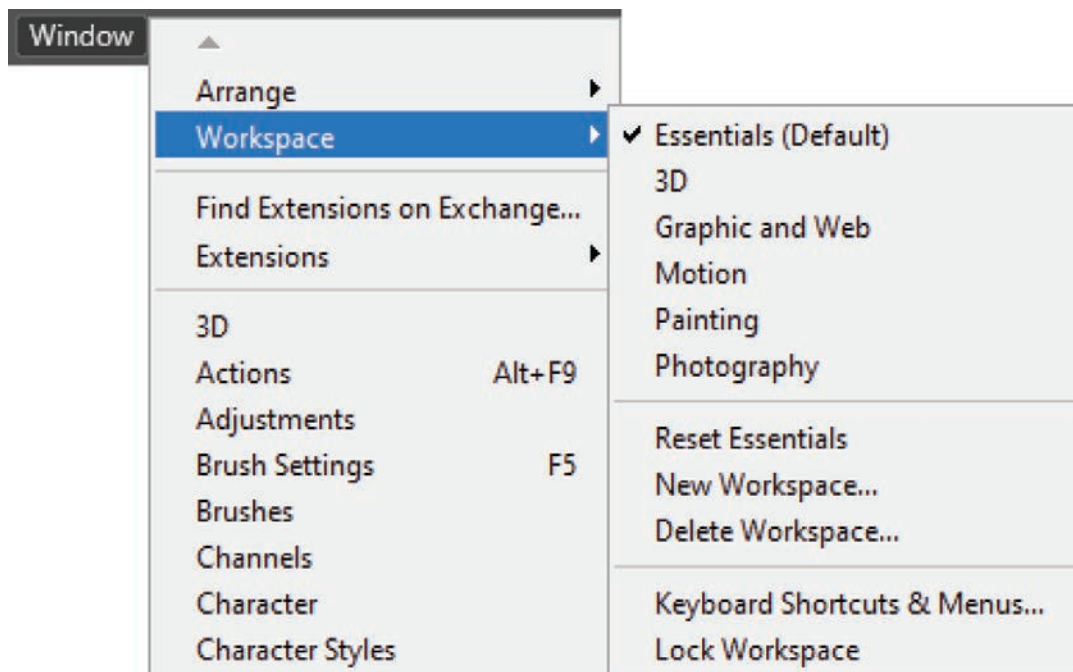 Window
Arrange
Workspace
Find Extensions on Exchange...
Extensions
3D
Actions Alt+F9
Adjustments
Brush Settings F5
Brushes
Channels
Character
Character Styles
Essentials (Default)
3D
Graphic and Web
Motion
Painting
Photography
Reset Essentials
New Workspace...
Delete Workspace...
Keyboard Shortcuts & Menus...
Lock Workspace